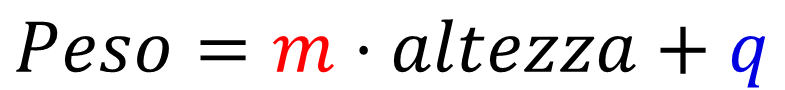 Peso = m · altezza + q